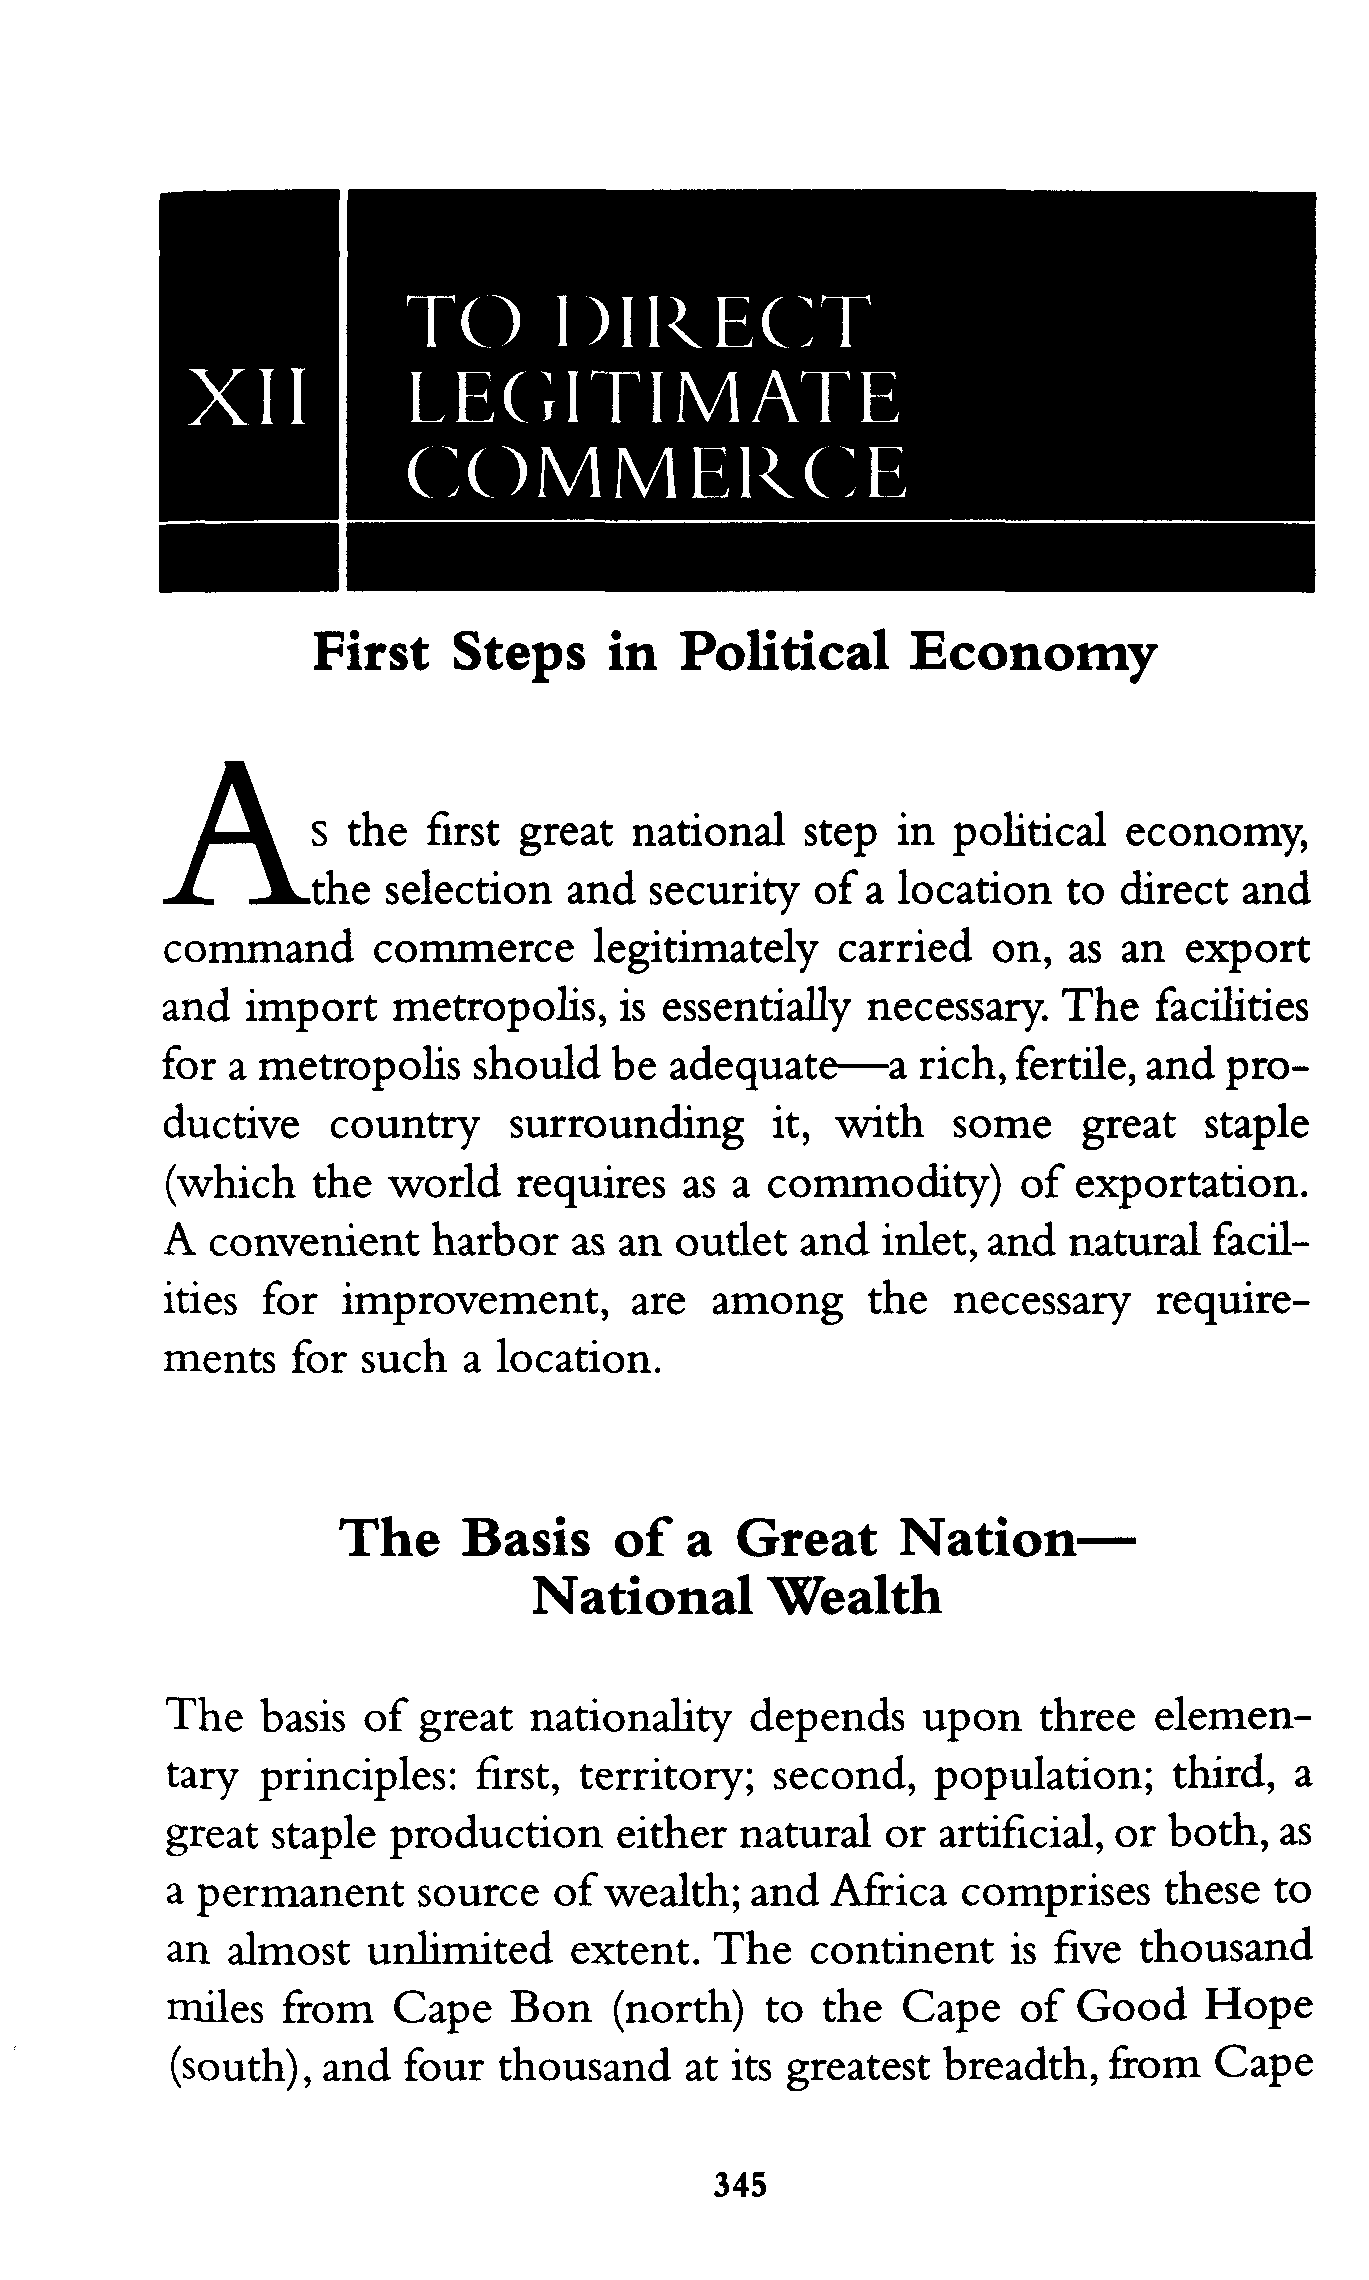 XII
TO DIRECT
LEGITIMATE
COMMERCE
First Steps in Political Economy
As the first great national step in political economy,
the selection and security of a location to direct and
command commerce legitimately carried on, as an export
and import metropolis, is essentially necessary. The facilities
for a metropolis should be adequate—a rich, fertile, and pro-
ductive country surrounding it, with some great staple
(which the world requires as a commodity) of exportation.
A convenient harbor as an outlet and inlet, and natural facil-
ities for improvement, are among the necessary require-
ments for such a location.
The Basis of a Great Nation—
National Wealth
The basis of great nationality depends upon three elemen-
tary principles: first, territory; second, population; third, a
great staple production either natural or artificial, or both, as
a permanent source of wealth; and Africa comprises these to
an almost unlimited extent. The continent is five thousand
miles from Cape Bon (north) to the Cape of Good Hope
(south), and four thousand at its greatest breadth, from Cape
345